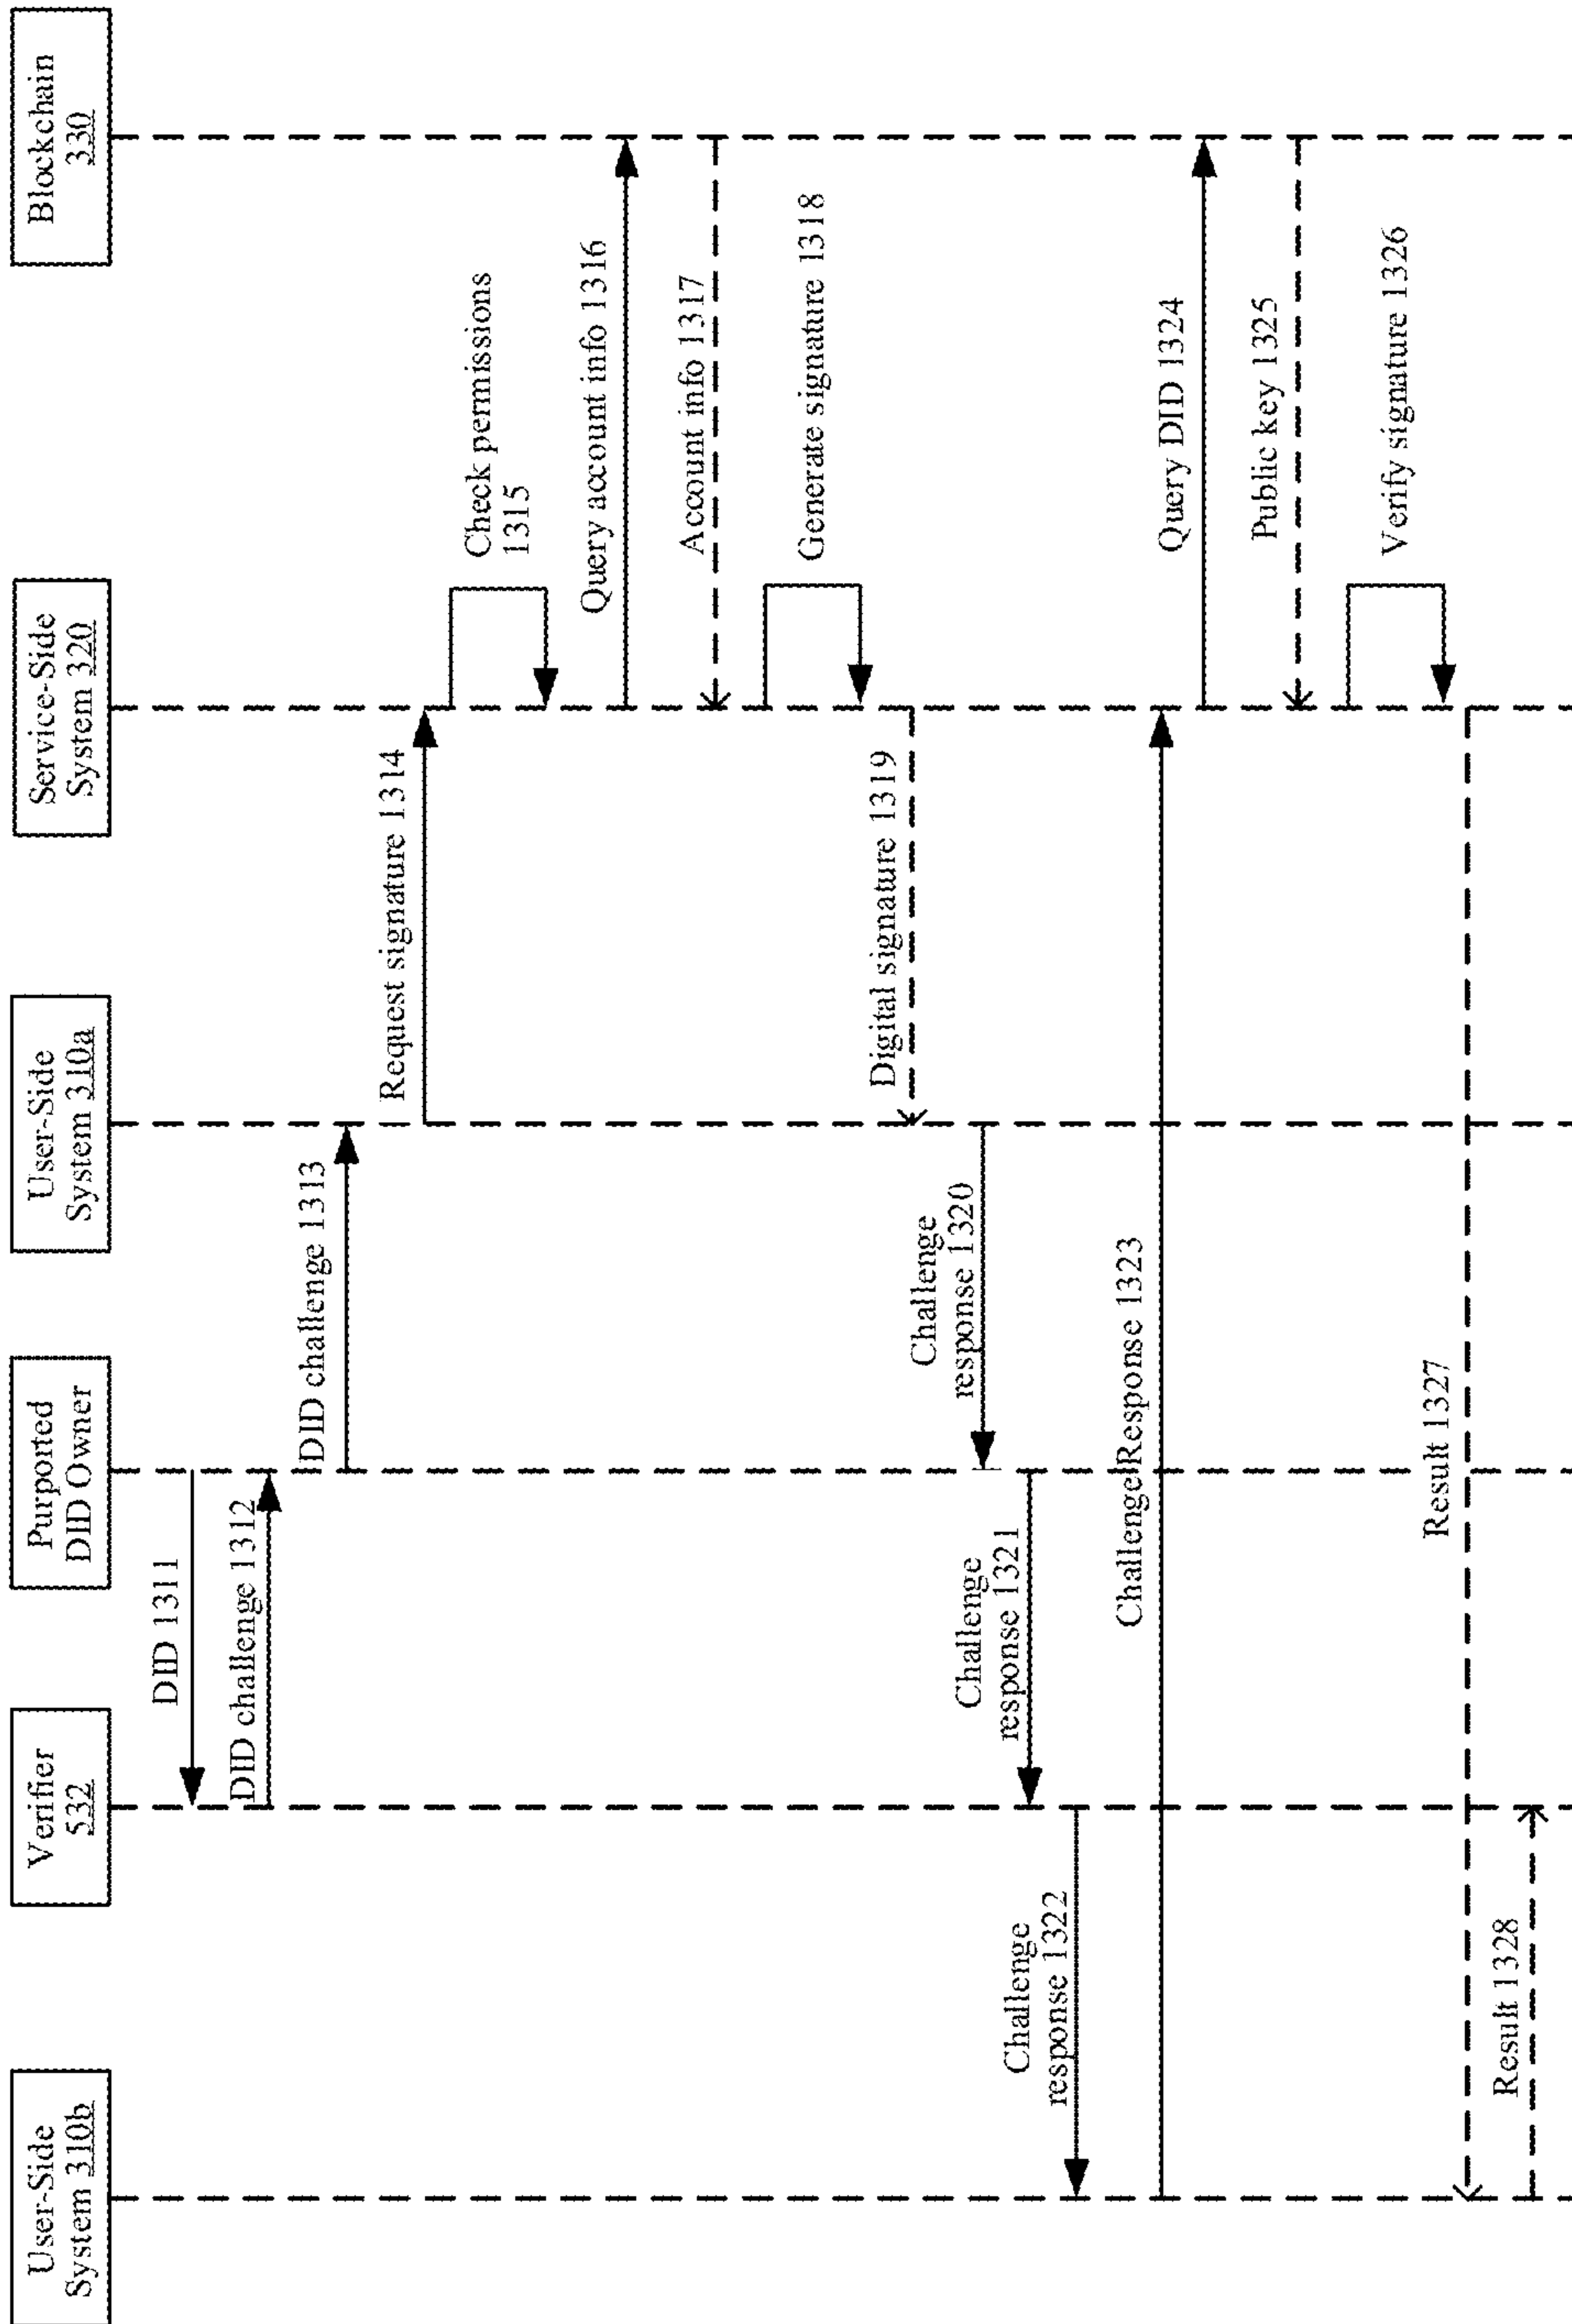 User-Side
System 310b
Verifier
532
Purported
DID Owner
User-Side
System 310a
Service-Side
System 320
Blockchain
330
DID 1311
DID challenge 1312
DID challenge 1313
Request signature 1314
Check permissions
1315
Query account info 1316
Account info 1317
Generate signature 1318
Digital signature 1319
Challenge
response 1320
Challenge
response 1321
Challenge
response 1322
Challenge Response 1323
Query DID 1324
Public key 1325
Verify signature 1326
Result 1327
Result 1328